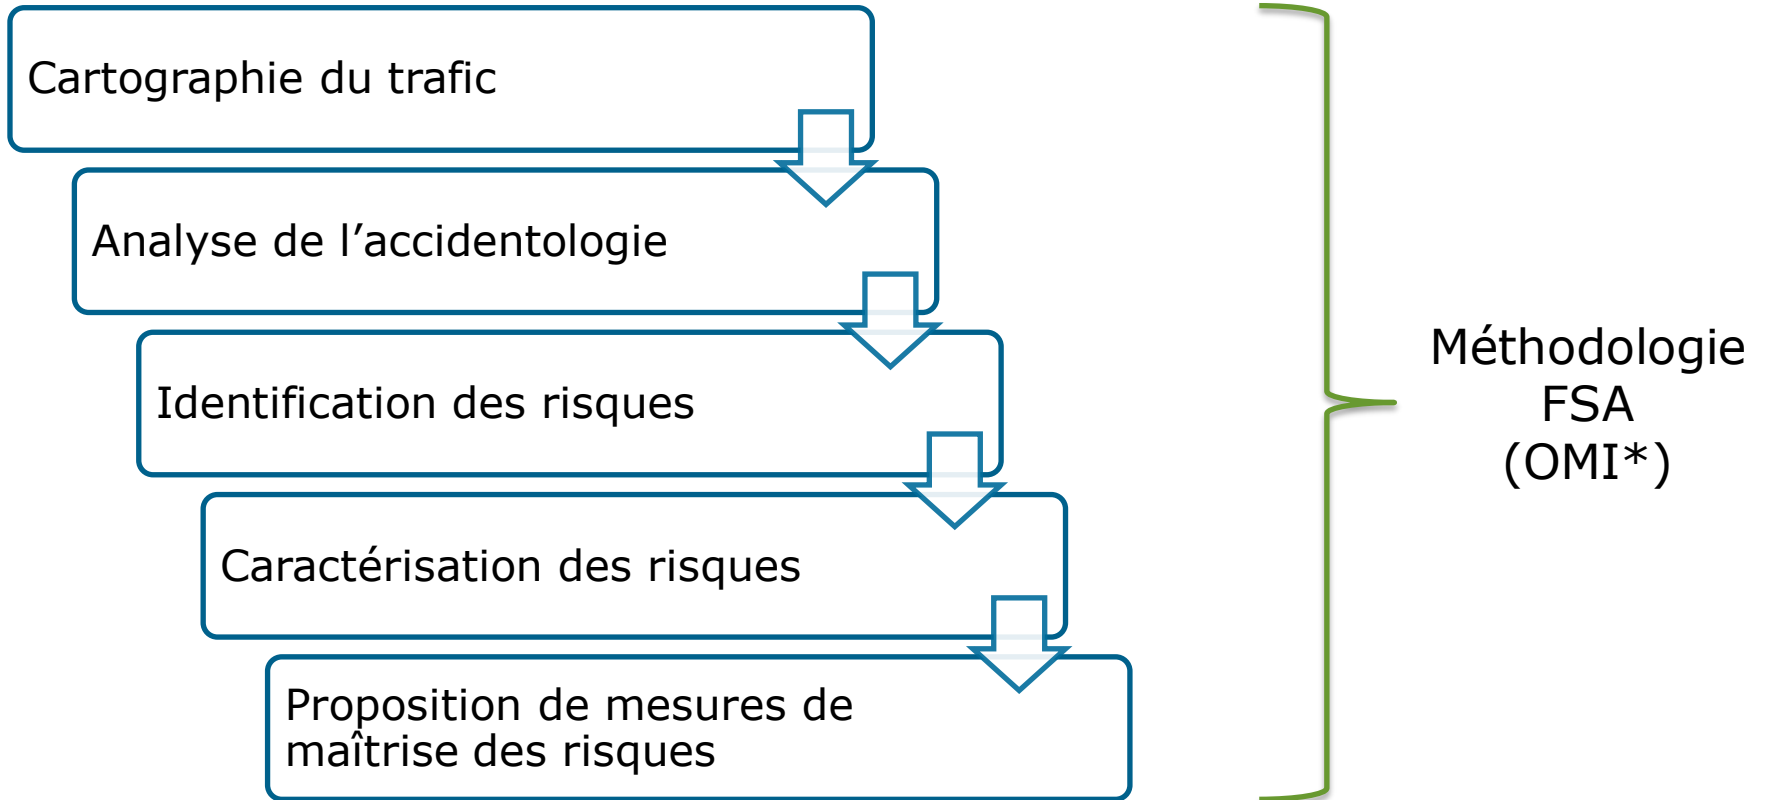 Cartographie du trafic
Analyse de l’accidentologie
Identification des risques
Caractérisation des risques
Proposition de mesures de
maîtrise des risques
Méthodologie
FSA
(OMI*)